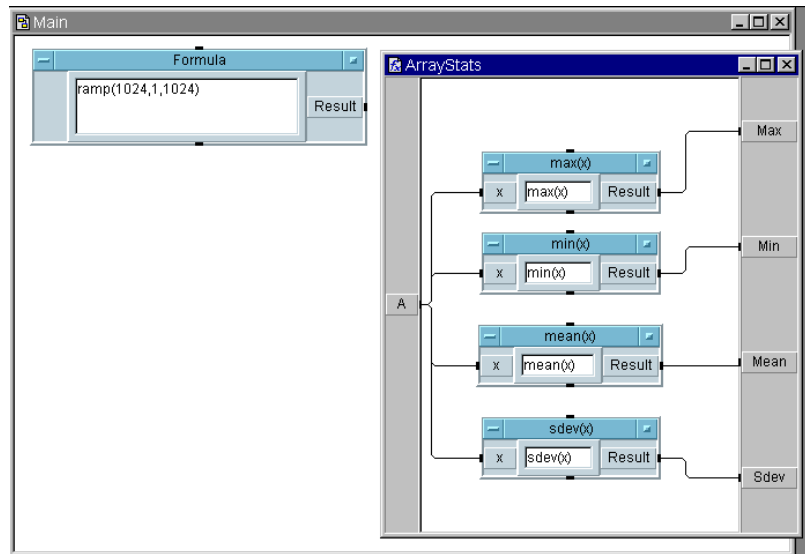 Main
Formula
ramp(1024,1,1024)
Result
ArrayStats
A
max(x)
x
max(x)
Result
Max
min(x)
x
min(x)
Result
Min
mean(x)
x
mean(x)
Result
Mean
sdev(x)
x
sdev(x)
Result
Sdev